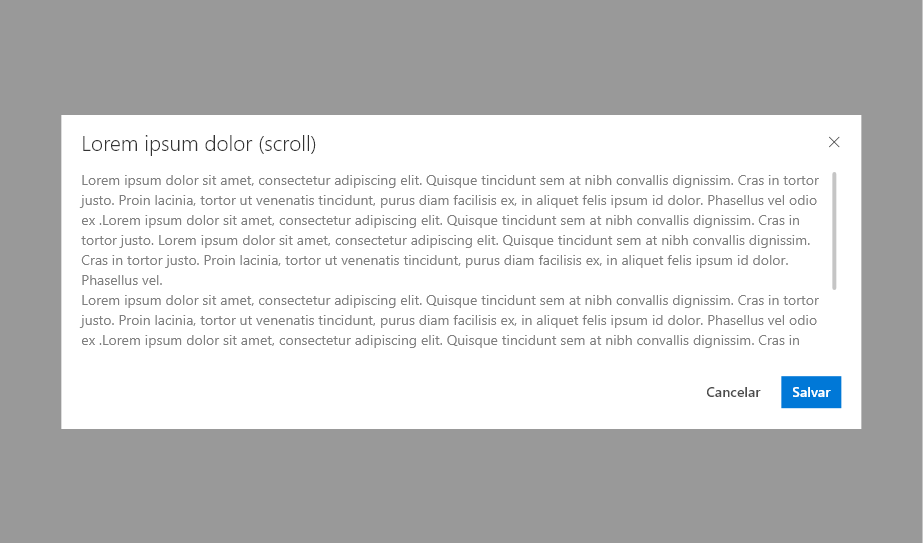 Lorem ipsum dolor (scroll)
Lorem ipsum dolor sit amet, consectetur adipiscing elit. Quisque tincidunt sem at nibh convallis dignissim. Cras in tortor
justo. Proin lacinia, tortor ut venenatis tincidunt, purus diam facilisis ex, in aliquet felis ipsum id dolor. Phasellus vel odio
ex .Lorem ipsum dolor sit amet, consectetur adipiscing elit. Quisque tincidunt sem at nibh convallis dignissim. Cras in
tortor justo. Lorem ipsum dolor sit amet, consectetur adipiscing elit. Quisque tincidunt sem at nibh convallis dignissim.
Cras in tortor justo. Proin lacinia, tortor ut venenatis tincidunt, purus diam facilisis ex, in aliquet felis ipsum id dolor.
Phasellus vel.
Lorem ipsum dolor sit amet, consectetur adipiscing elit. Quisque tincidunt sem at nibh convallis dignissim. Cras in tortor
justo. Proin lacinia, tortor ut venenatis tincidunt, purus diam facilisis ex, in aliquet felis ipsum id dolor. Phasellus vel odio
ex .Lorem ipsum dolor sit amet, consectetur adipiscing elit. Quisque tincidunt sem at nibh convallis dignissim. Cras in
Cancelar Salvar